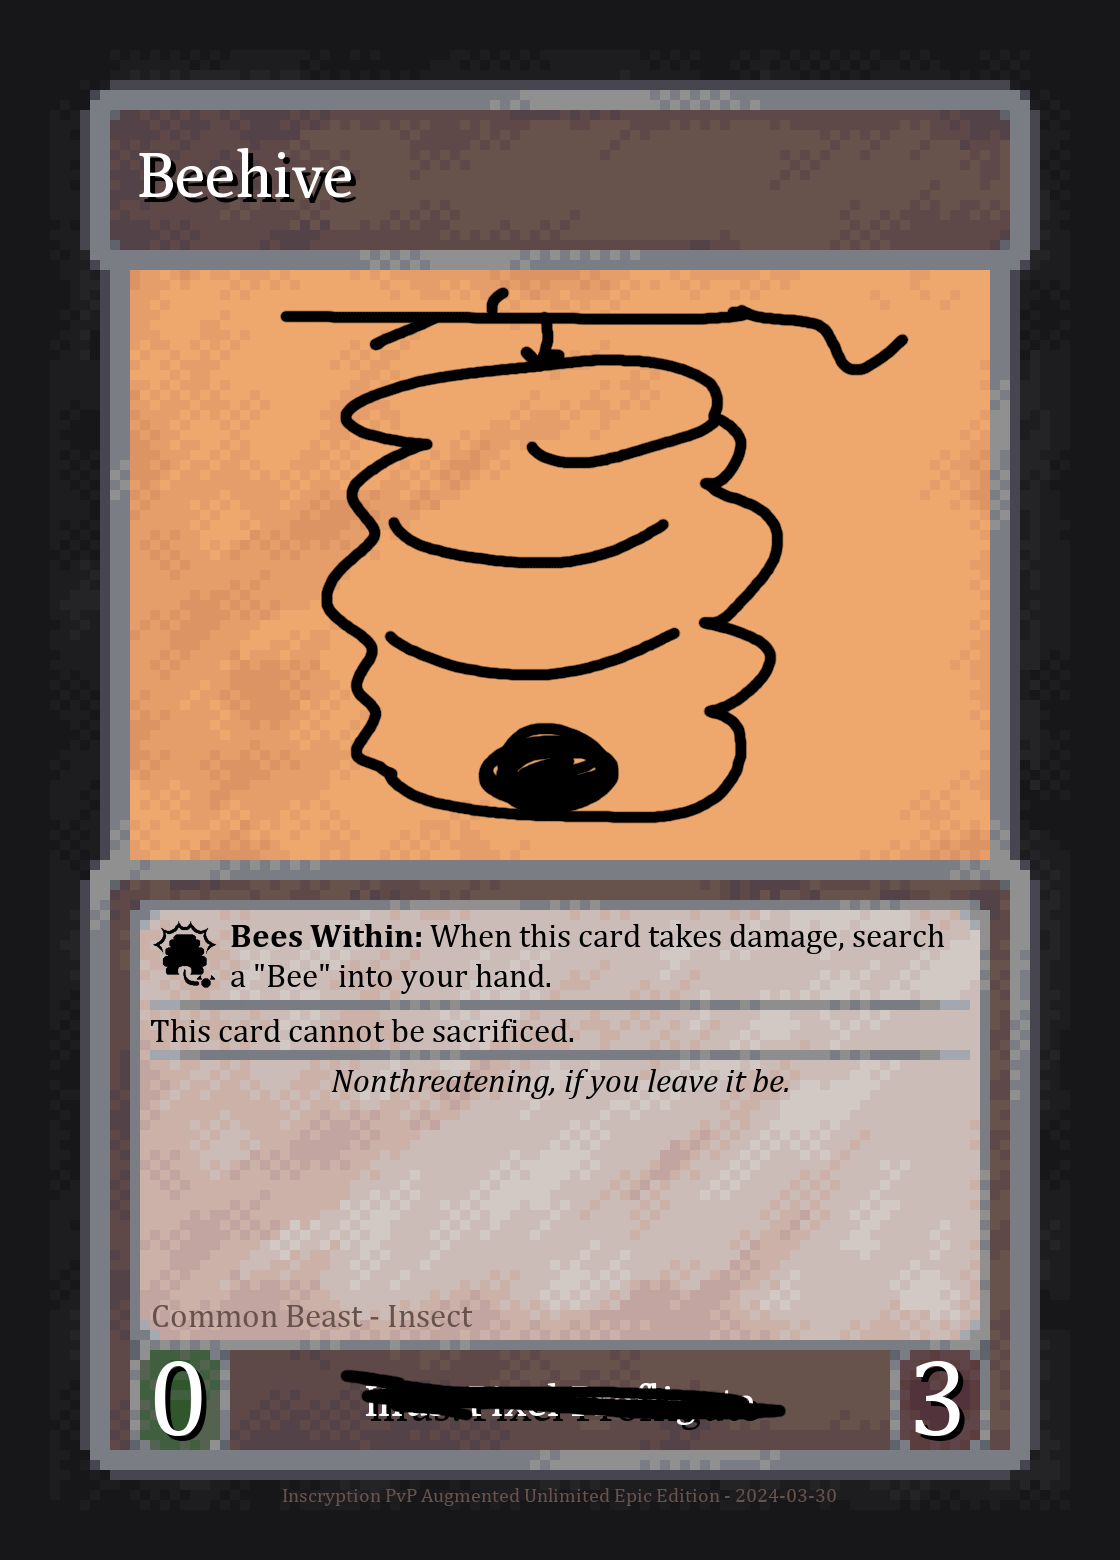 Beehive
Bees Within: When this card takes damage, search
a "Bee" into your hand.
This card cannot be sacrificed.
Nonthreatening, if you leave it be.
Common Beast - Insect
0
3
Inscryption PvP Augmented Unlimited Epic Edition - 2024-03-30